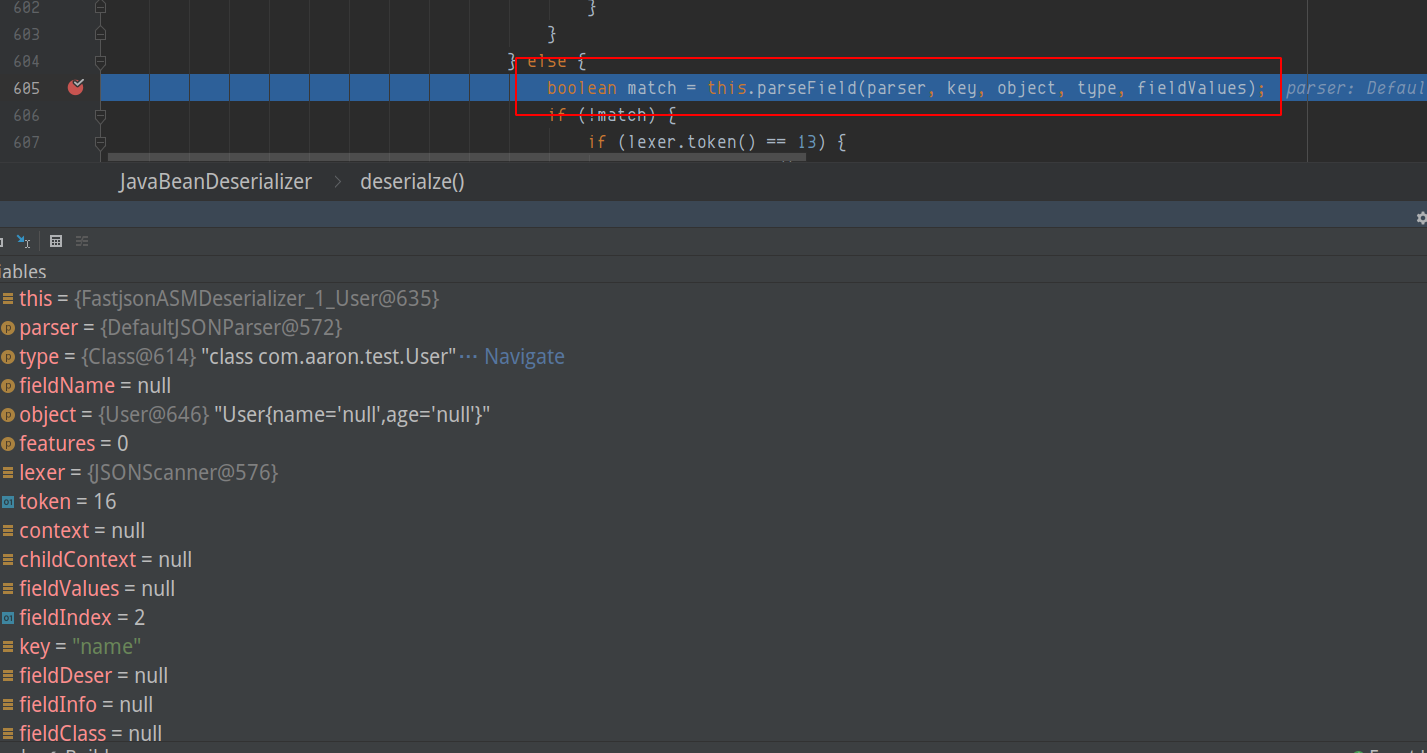 602 }
603 }
604 } else {
605 boolean match = this.parseField(parser, key, object, type, fieldValues); parser: Defaul
606 if (!match) {
607 if (lexer.token() == 13) {
JavaBeanDeserializer > deserialze()
iables
this = {FastjsonASMDeserializer_1_User@635}
parser = {DefaultJSONParser@572}
type = {Class@614} "class com.aaron.test.User"... Navigate
fieldName = null
object = {User@646} "User{name='null',age='null'}"
features = 0
lexer = {JSONScanner@576}
token = 16
context = null
childContext = null
fieldValues = null
fieldIndex = 2
key = "name"
fieldDeser = null
fieldInfo = null
fieldClass = null